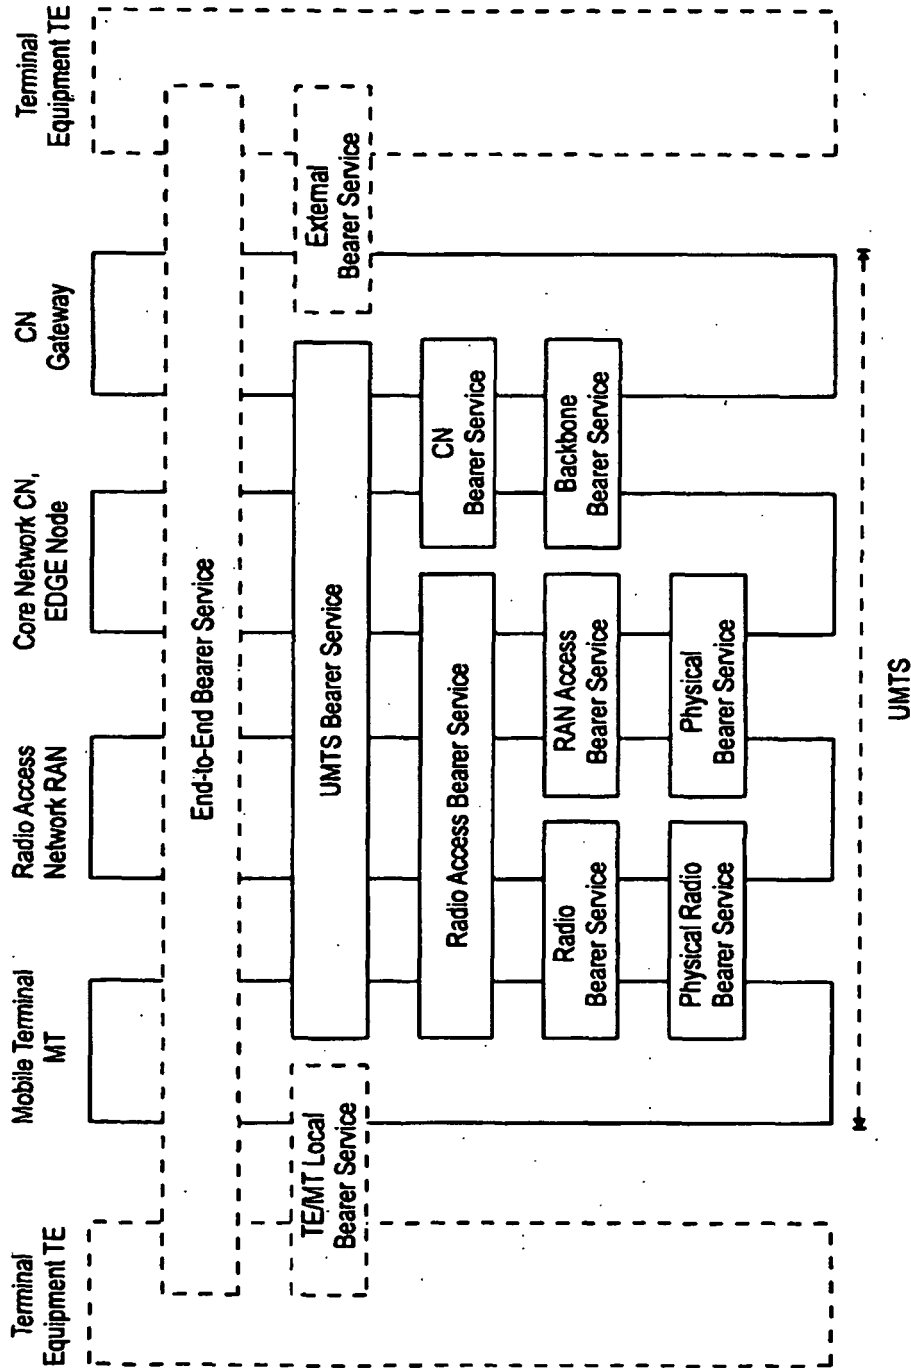 Terminal
Equipment TE
Mobile Terminal
MT
Radio Access
Network RAN
Core Network CN,
EDGE Node
CN
Gateway
Terminal
Equipment TE
End-to-End Bearer Service
TE/MT Local
Bearer Service
UMTS Bearer Service
External
Bearer Service
Radio Access Bearer Service
CN
Bearer Service
Radio
Bearer Service
RAN Access
Bearer Service
Backbone
Bearer Service
Physical Radio
Bearer Service
Physical
Bearer Service
UMTS